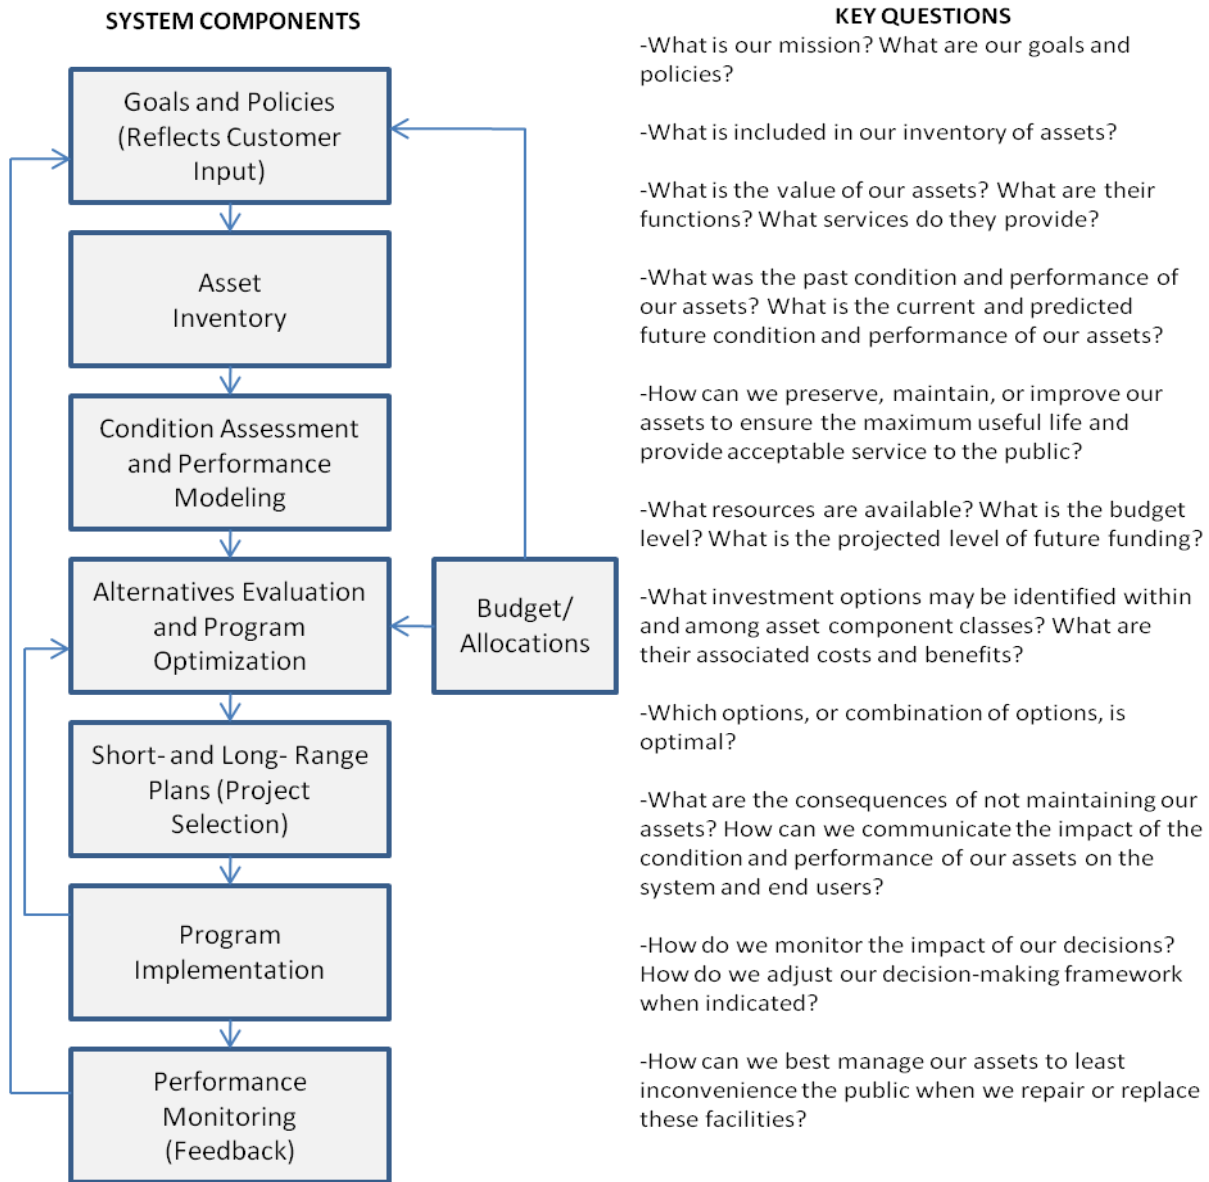 SYSTEM COMPONENTS
Goals and Policies
(Reflects Customer
Input)
Asset
Inventory
Condition Assessment
and Performance
Modeling
Alternatives Evaluation
and Program
Optimization
Budget/
Allocations
Short- and Long- Range
Plans (Project
Selection)
Program
Implementation
Performance
Monitoring
(Feedback)
KEY QUESTIONS
-What is our mission? What are our goals and
policies?
-What is included in our inventory of assets?
-What is the value of our assets? What are their
functions? What services do they provide?
-What was the past condition and performance of
our assets? What is the current and predicted
future condition and performance of our assets?
-How can we preserve, maintain, or improve our
assets to ensure the maximum useful life and
provide acceptable service to the public?
-What resources are available? What is the budget
level? What is the projected level of future funding?
-What investment options may be identified within
and among asset component classes? What are
their associated costs and benefits?
-Which options, or combination of options, is
optimal?
-What are the consequences of not maintaining our
assets? How can we communicate the impact of the
condition and performance of our assets on the
system and end users?
-How do we monitor the impact of our decisions?
How do we adjust our decision-making framework
when indicated?
-How can we best manage our assets to least
inconvenience the public when we repair or replace
these facilities?